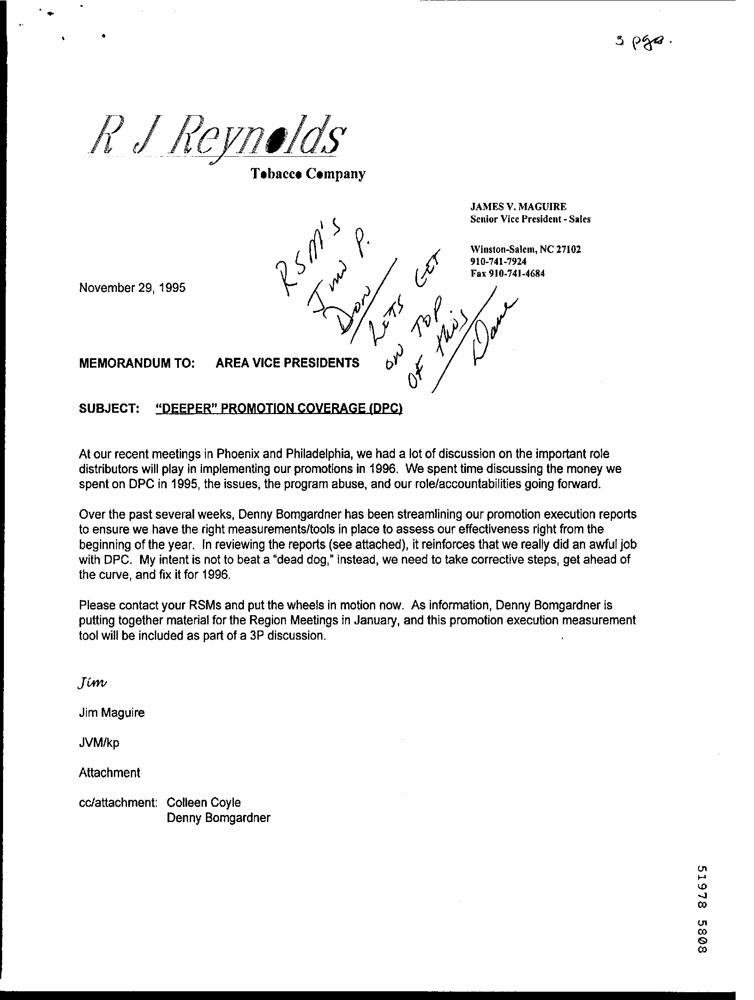 3 pgs.
R J Reynolds
Tobacco Company
JAMES V. MAGUIRE
Senior Vice President - Sales
Winston-Salem, NC 27102
910-741-7924
Fax 910-741-4684
RSM'S
Jim P.
Don
LETS GET
ON TOP
OF this
Dave
November 29, 1995
MEMORANDUM TO: AREA VICE PRESIDENTS
SUBJECT: "DEEPER" PROMOTION COVERAGE (DPC)
At our recent meetings in Phoenix and Philadelphia, we had a lot of discussion on the important role
distributors will play in implementing our promotions in 1996. We spent time discussing the money we
spent on DPC in 1995, the issues, the program abuse, and our role/accountabilities going forward.
Over the past several weeks, Denny Bomgardner has been streamlining our promotion execution reports
to ensure we have the right measurements/tools in place to assess our effectiveness right from the
beginning of the year. In reviewing the reports (see attached), it reinforces that we really did an awful job
with DPC. My intent is not to beat a "dead dog," instead, we need to take corrective steps, get ahead of
the curve, and fix it for 1996.
Please contact your RSMs and put the wheels in motion now. As information, Denny Bomgardner is
putting together material for the Region Meetings in January, and this promotion execution measurement
tool will be included as part of a 3P discussion.
Jim
Jim Maguire
JVM/kp
Attachment
cc/attachment: Colleen Coyle
Denny Bomgardner
51978 5808